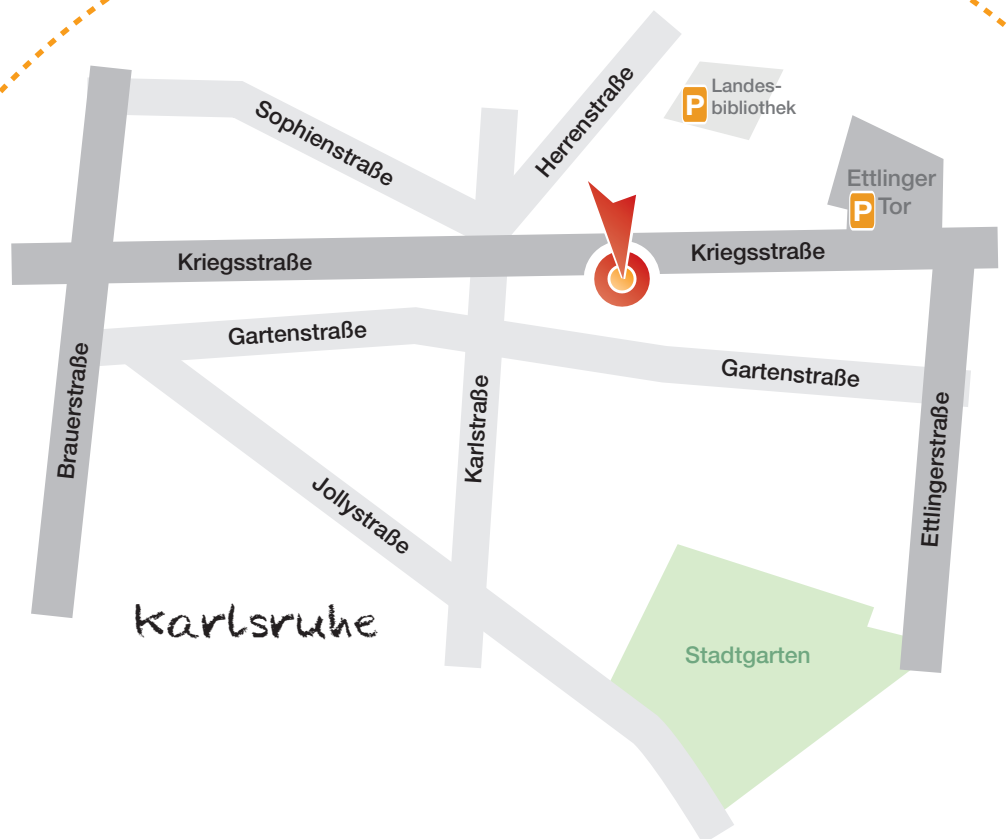 Sophienstraße
Herrenstraße
P
Landes-
bibliothek
Ettlinger
P Tor
Kriegsstraße
Kriegsstraße
Gartenstraße
Gartenstraße
Brauerstraße
Karlstraße
Ettlingerstraße
Jollystraße
Karlsruhe
Stadtgarten